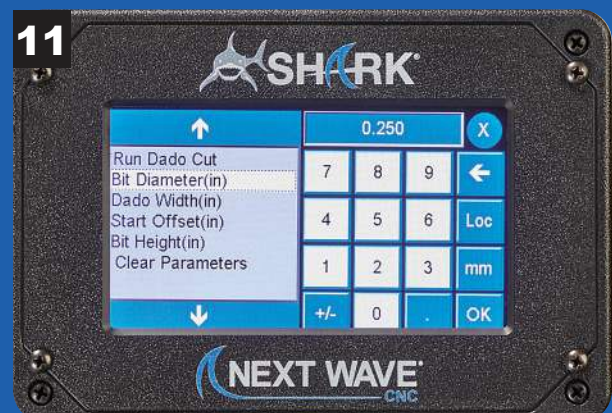 11
SHARK
0.250 X
Run Dado Cut
Bit Diameter(in)
Dado Width(in)
Start Offset(in)
Bit Height(in)
Clear Parameters
7 8 9
4 5 6 Loc
1 2 3 mm
+/- 0 . OK
NEXT WAVE
CNC